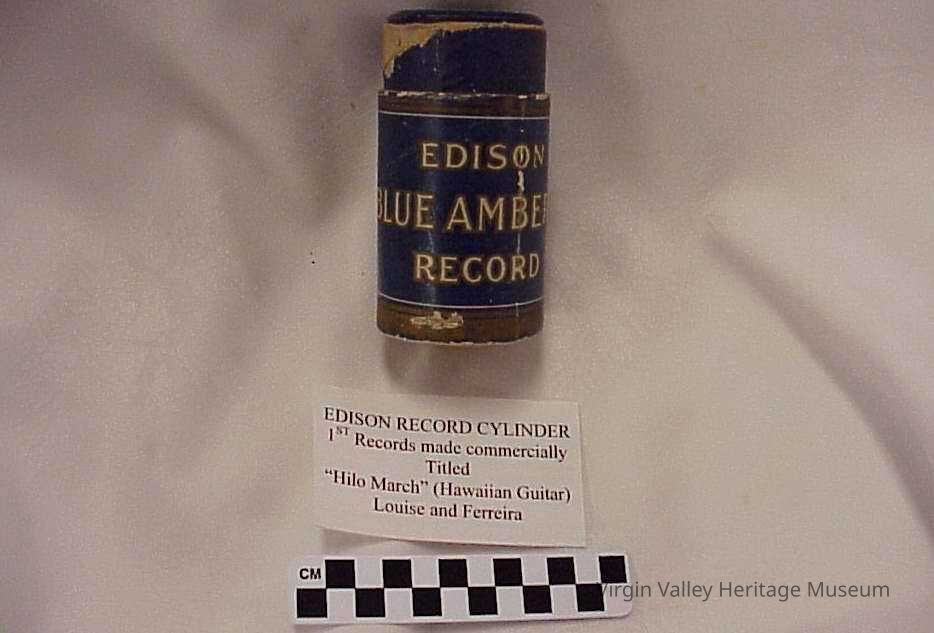 EDISON
BLUE AMBER
RECORD
EDISON RECORD CYLINDER
1ST Records made commercially
Titled
“Hilo March” (Hawaiian Guitar)
Louise and Ferreira
CM
Virgin Valley Heritage Museum